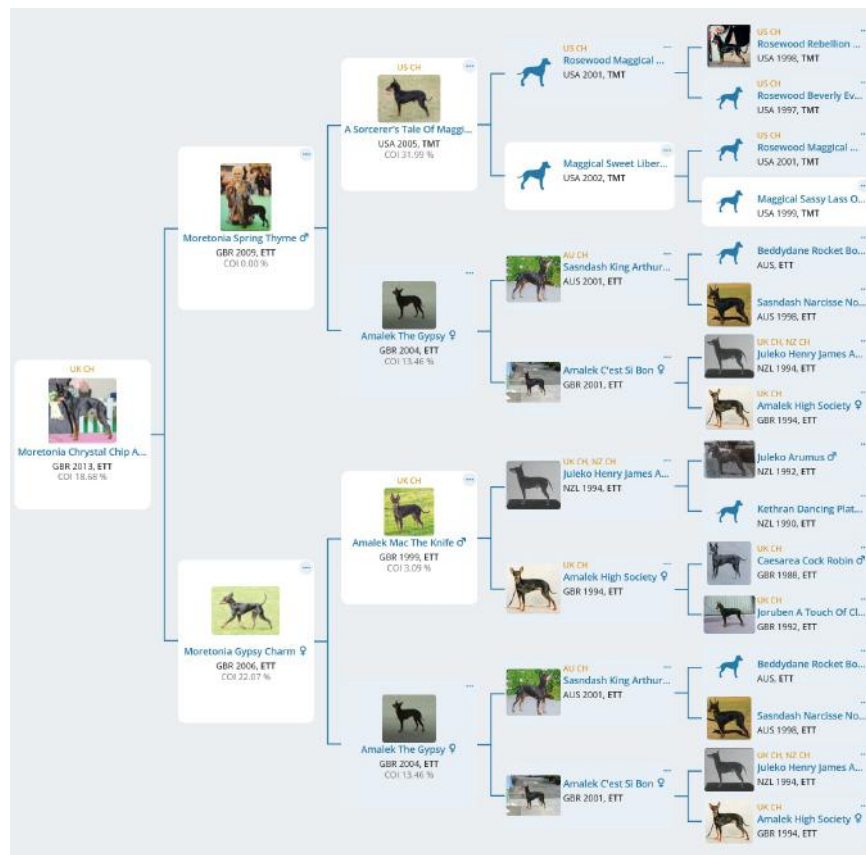 UK CH
Moretonia Chrystal Chip A...
GBR 2013, ETT
COI 18.68 %
Moretonia Spring Thyme ♂
GBR 2009, ETT
COI 0.00 %
Moretonia Gypsy Charm ♀
GBR 2006, ETT
COI 22.07 %
US CH
A Sorcerer's Tale Of Maggi...
USA 2005, TMT
COI 31.99 %
Amalek The Gypsy ♀
GBR 2004, ETT
COI 13.46 %
UK CH
Amalek Mac The Knife ♂
GBR 1999, ETT
COI 3.09 %
Amalek The Gypsy ♀
GBR 2004, ETT
COI 13.46 %
US CH
Rosewood Maggical ...
USA 2001, TMT
Maggical Sweet Liber...
USA 2002, TMT
AU CH
Sasndash King Arthur...
AUS 2001, ETT
Amalek C'est Si Bon ♀
GBR 2001, ETT
UK CH, NZ CH
Juleko Henry James A...
NZL 1994, ETT
UK CH
Amalek High Society ♀
GBR 1994, ETT
AU CH
Sasndash King Arthur...
AUS 2001, ETT
Amalek C'est Si Bon ♀
GBR 2001, ETT
US CH
Rosewood Rebellion ...
USA 1998, TMT
US CH
Rosewood Beverly Ev...
USA 1997, TMT
US CH
Rosewood Maggical ...
USA 2001, TMT
Maggical Sassy Lass O...
USA 1999, TMT
Beddydane Rocket Bo...
AUS, ETT
Sasndash Narcisse No...
AUS 1998, ETT
UK CH, NZ CH
Juleko Henry James A...
NZL 1994, ETT
UK CH
Amalek High Society ♀
GBR 1994, ETT
Juleko Arumus ♂
NZL 1992, ETT
Kethran Dancing Plat...
NZL 1990, ETT
UK CH
Caesarea Cock Robin ♂
GBR 1988, ETT
UK CH
Joruben A Touch Of Cl...
GBR 1992, ETT
Beddydane Rocket Bo...
AUS, ETT
Sasndash Narcisse No...
AUS 1998, ETT
UK CH, NZ CH
Juleko Henry James A...
NZL 1994, ETT
UK CH
Amalek High Society ♀
GBR 1994, ETT